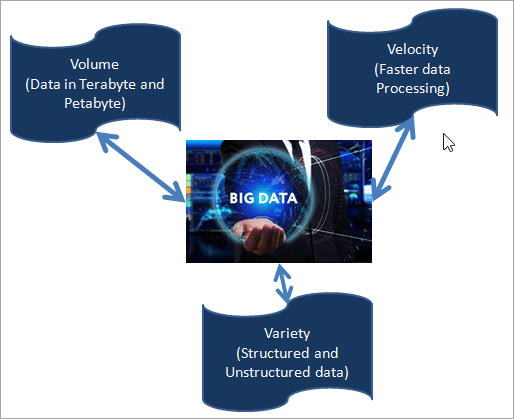 Volume
(Data in Terabyte and
Petabyte)
Velocity
(Faster data
Processing)
BIG DATA
Variety
(Structured and
Unstructured data)